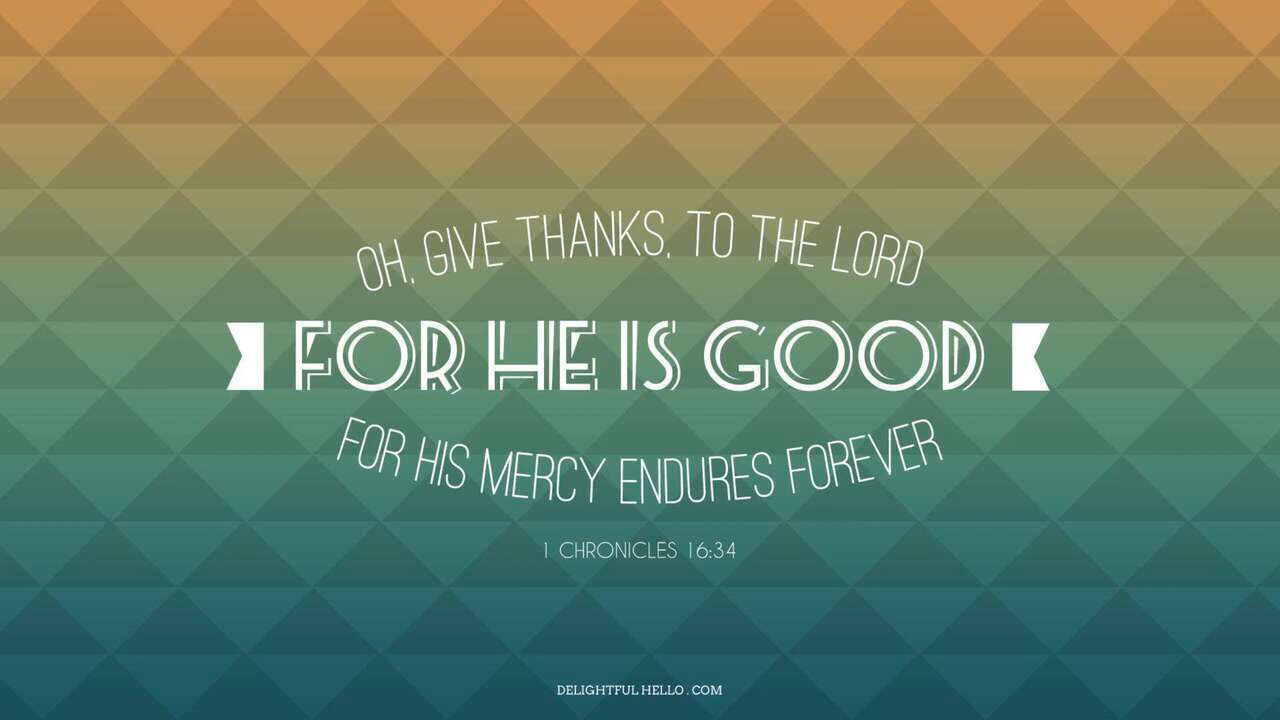 OH, GIVE THANKS, TO THE LORD
FOR HE IS GOOD
FOR HIS MERCY ENDURES FOREVER
1 CHRONICLES 16:34
DELIGHTFUL HELLO . COM